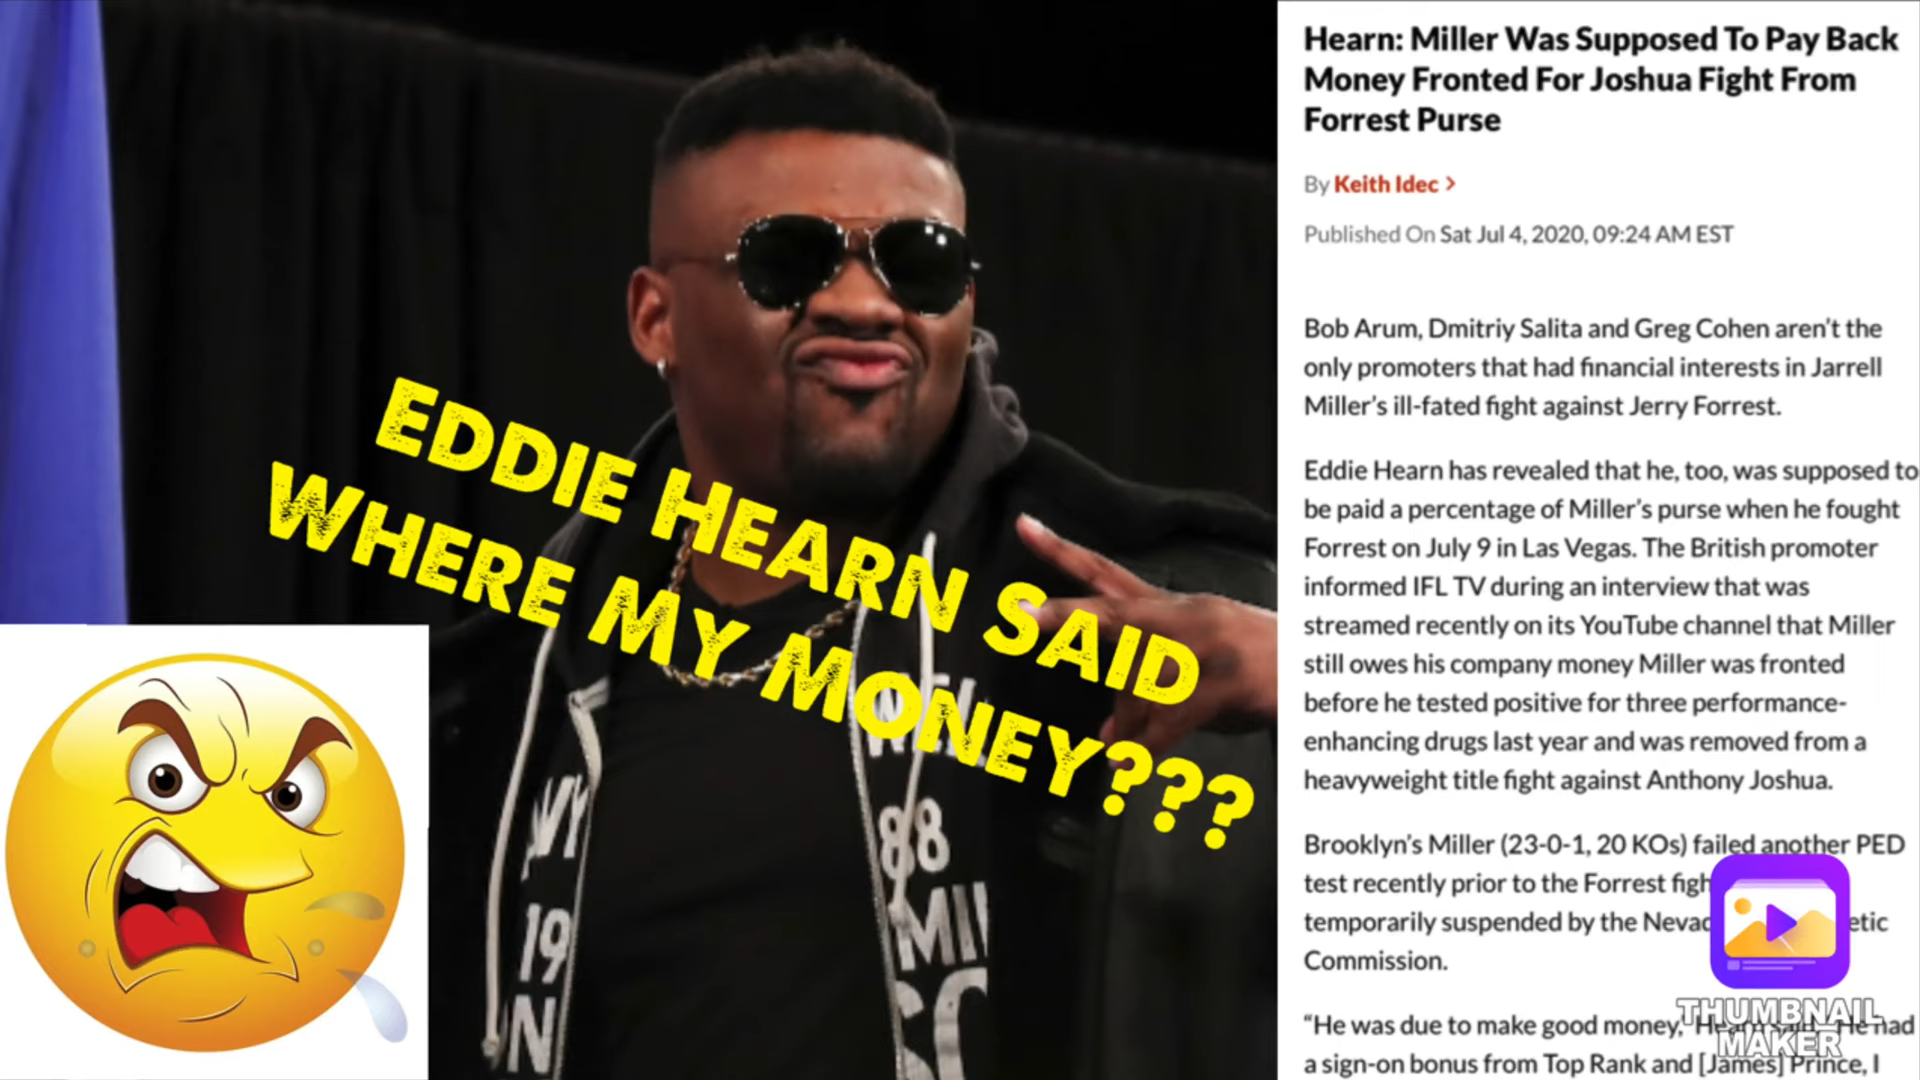 Hearn: Miller Was Supposed To Pay Back
Money Fronted For Joshua Fight From
Forrest Purse
By Keith Idec >
Published On Sat Jul 4, 2020, 09:24 AM EST
Bob Arum, Dmitriy Salita and Greg Cohen aren't the
only promoters that had financial interests in Jarrell
Miller's ill-fated fight against Jerry Forrest.
Eddie Hearn has revealed that he, too, was supposed to
be paid a percentage of Miller's purse when he fought
Forrest on July 9 in Las Vegas. The British promoter
informed IFL TV during an interview that was
streamed recently on its YouTube channel that Miller
still owes his company money Miller was fronted
before he tested positive for three performance-
enhancing drugs last year and was removed from a
heavyweight title fight against Anthony Joshua.
Brooklyn's Miller (23-0-1, 20 KOs) failed another PED
test recently prior to the Forrest
temporarily suspended by the
Commission.
"He was due to make good money," Hearn said. "He had
a sign-on bonus from Top Rank and [James] Prince, I
EDDIE HEARN SAID
WHERE MY MONEY???
88
MI
19
N
THUMBNAIL
MAKER